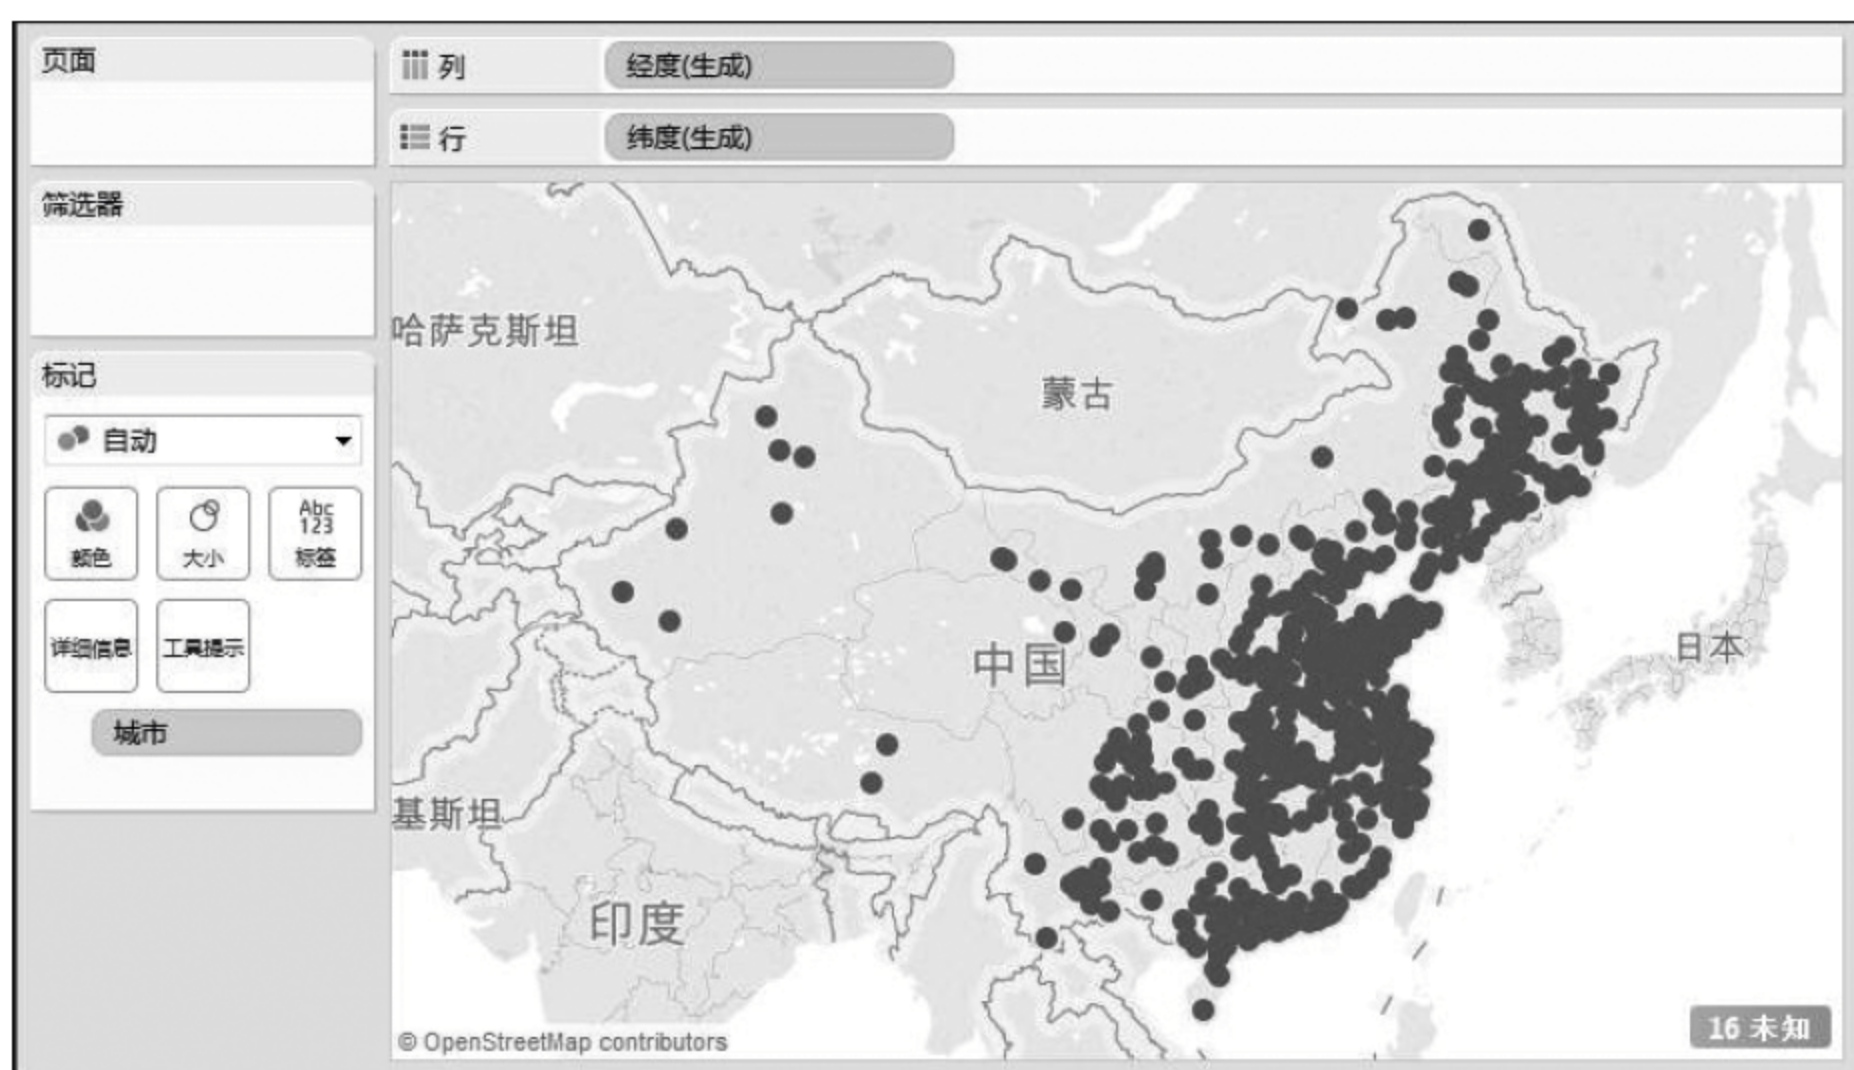 页面
列 经度(生成)
行 纬度(生成)
筛选器
标记
自动
颜色
大小
Abc
123
标签
详细信息
工具提示
城市
哈萨克斯坦
蒙古
中国
日本
基斯坦
印度
© OpenStreetMap contributors
16 未知